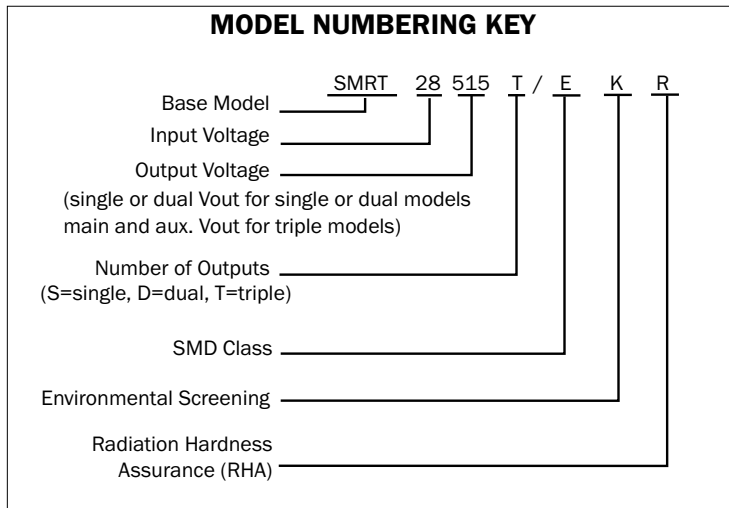 MODEL NUMBERING KEY
SMRT 28 515 T / E K R
Base Model
Input Voltage
Output Voltage
(single or dual Vout for single or dual models
main and aux. Vout for triple models)
Number of Outputs
(S=single, D=dual, T=triple)
SMD Class
Environmental Screening
Radiation Hardness
Assurance (RHA)